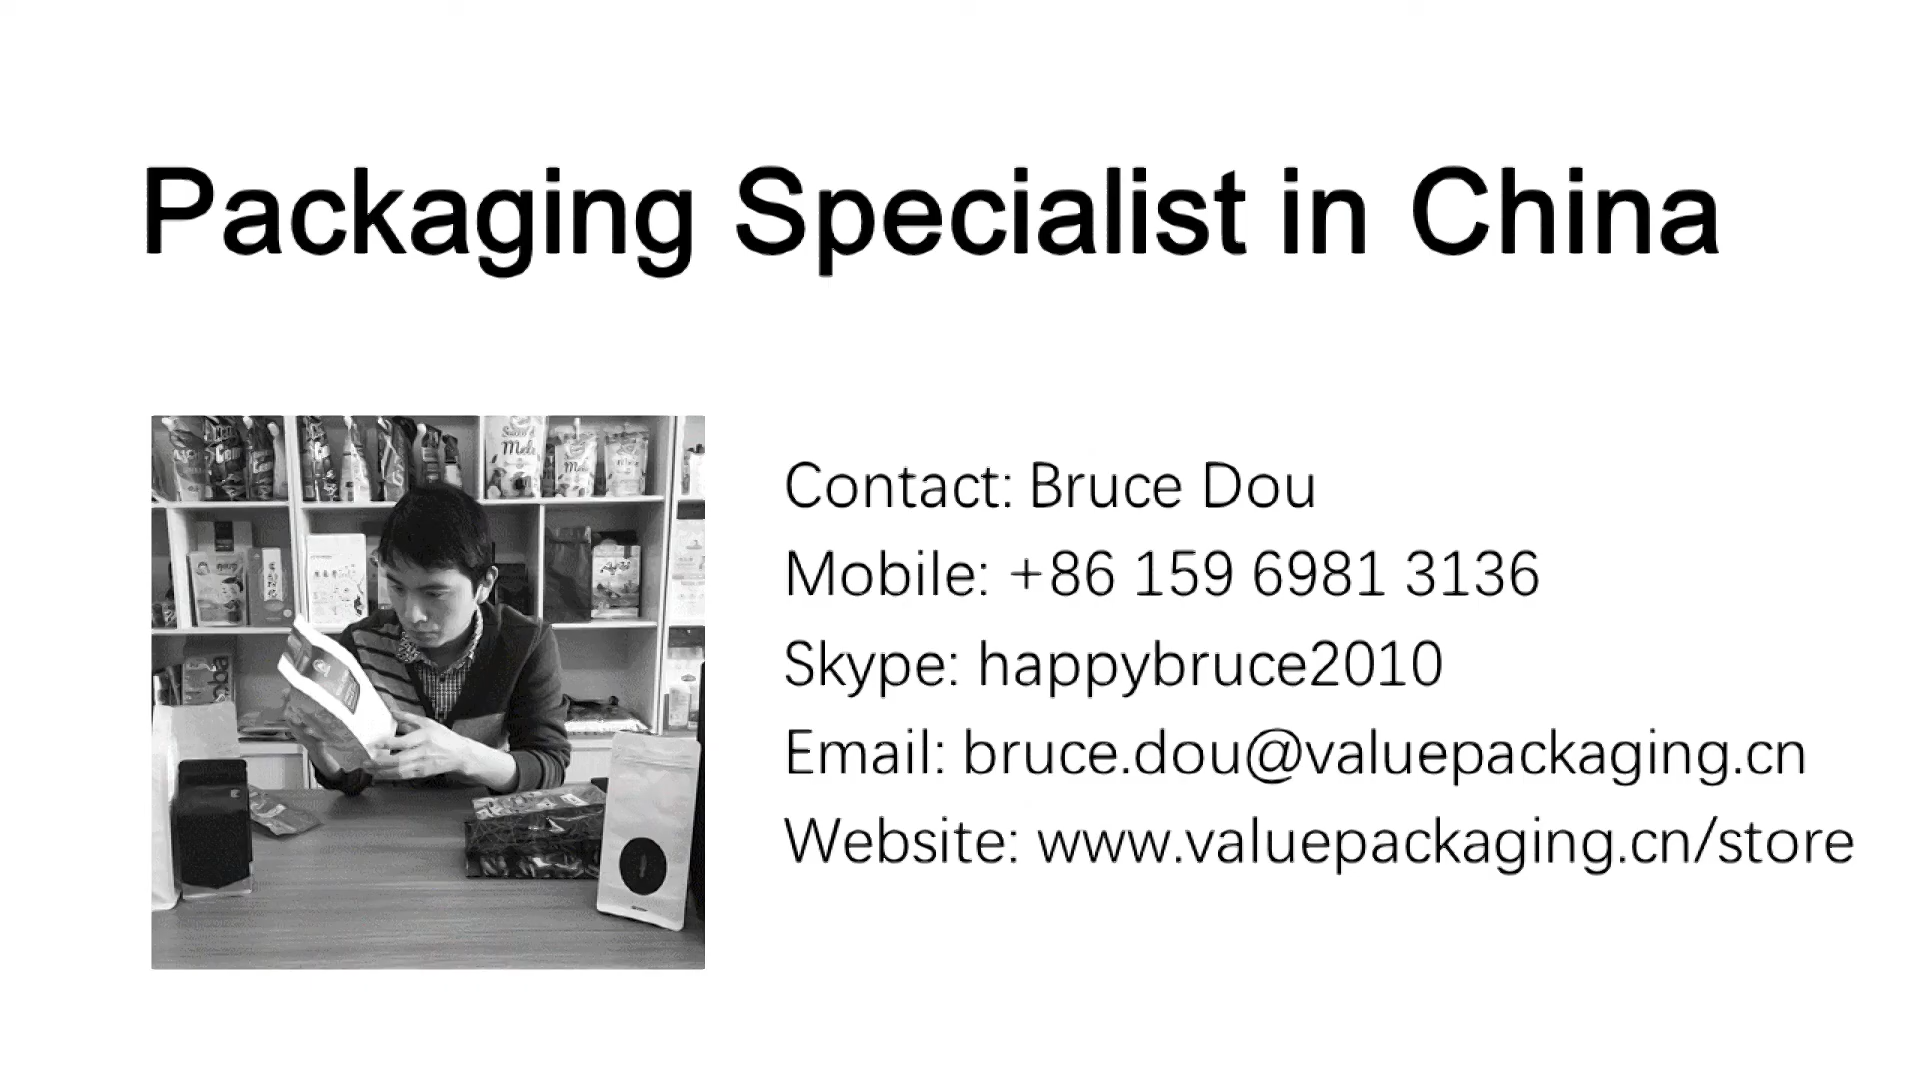 Packaging Specialist in China
Contact: Bruce Dou
Mobile: +86 159 6981 3136
Skype: happybruce2010
Email: bruce.dou@valuepackaging.cn
Website: www.valuepackaging.cn/store